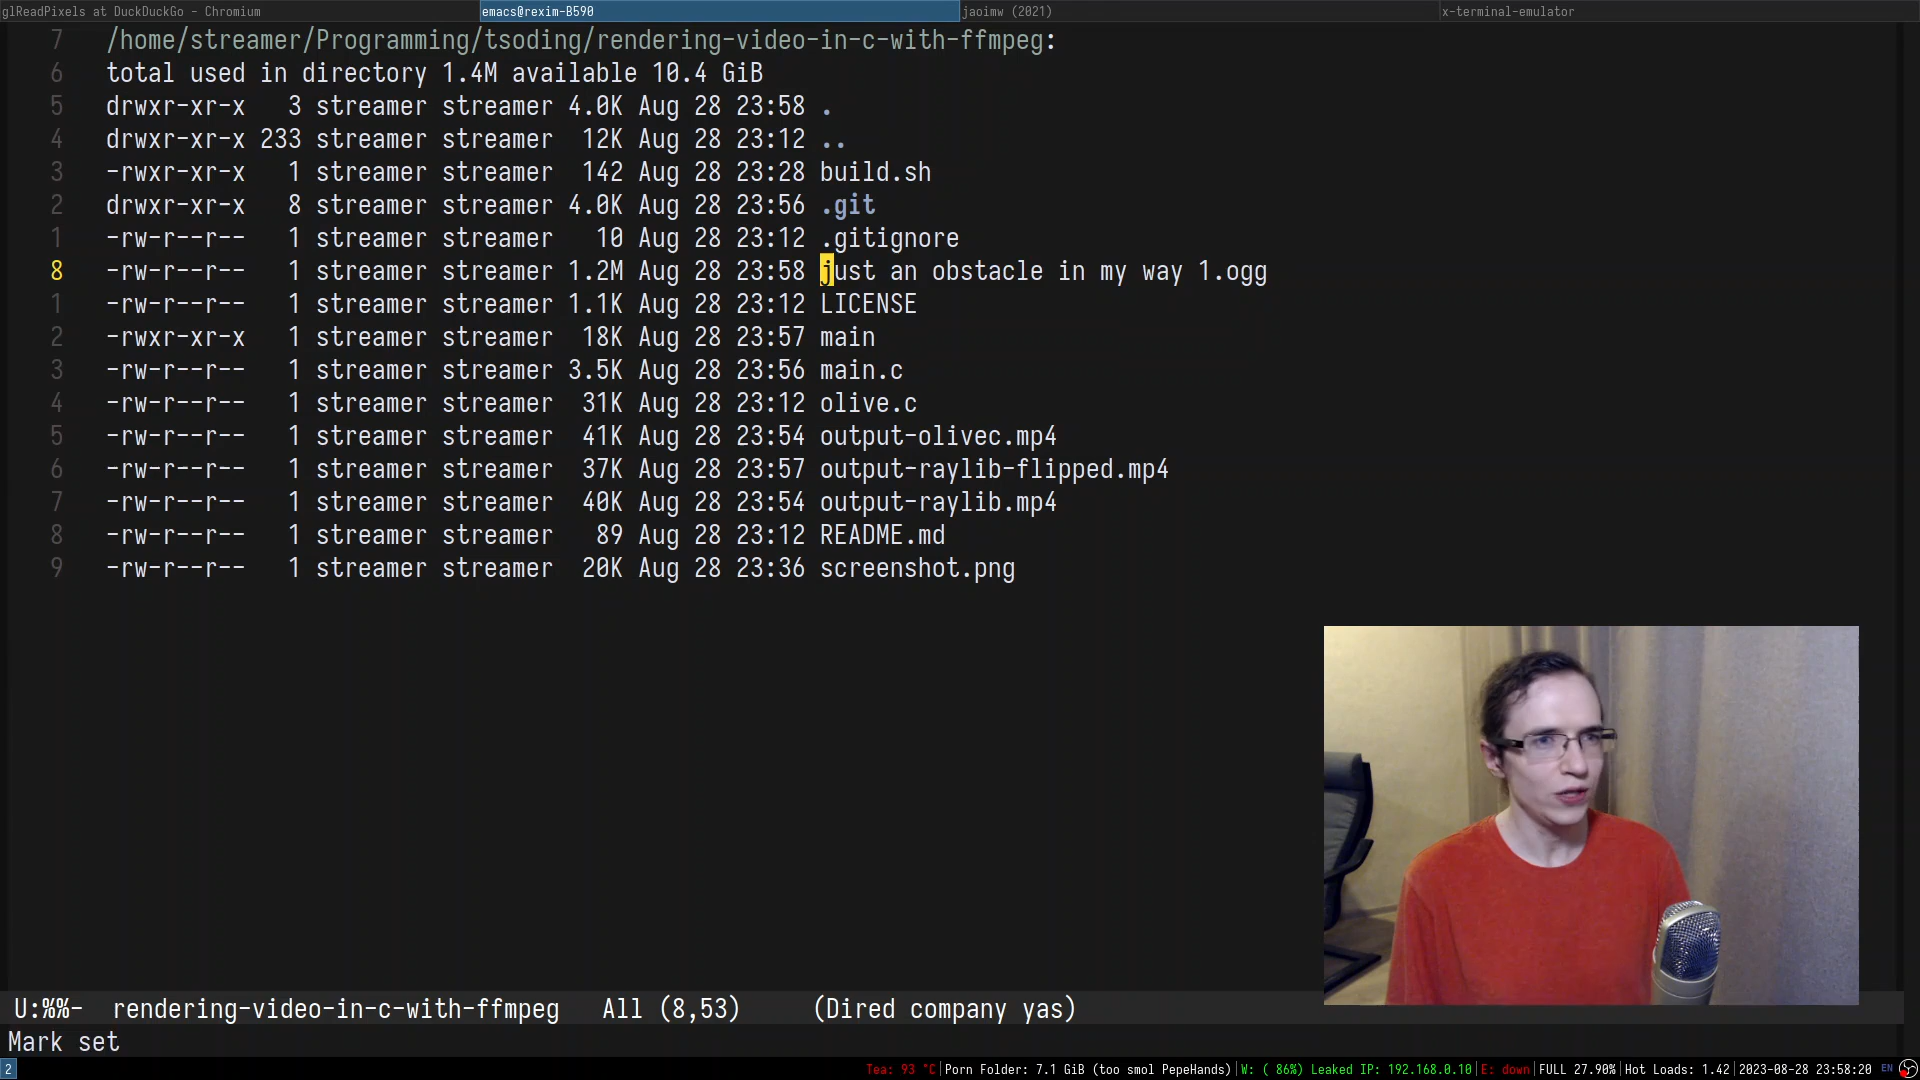 glReadPixels at DuckDuckGo - Chromium emacs@rexim-B590 jaoimw (2021) x-terminal-emulator
7 /home/streamer/Programming/tsoding/rendering-video-in-c-with-ffmpeg:
6 total used in directory 1.4M available 10.4 GiB
5 drwxr-xr-x 3 streamer streamer 4.0K Aug 28 23:58 .
4 drwxr-xr-x 233 streamer streamer 12K Aug 28 23:12 ..
3 -rwxr-xr-x 1 streamer streamer 142 Aug 28 23:28 build.sh
2 drwxr-xr-x 8 streamer streamer 4.0K Aug 28 23:56 .git
1 -rw-r--r-- 1 streamer streamer 10 Aug 28 23:12 .gitignore
8 -rw-r--r-- 1 streamer streamer 1.2M Aug 28 23:58 just an obstacle in my way 1.ogg
1 -rw-r--r-- 1 streamer streamer 1.1K Aug 28 23:12 LICENSE
2 -rwxr-xr-x 1 streamer streamer 18K Aug 28 23:57 main
3 -rw-r--r-- 1 streamer streamer 3.5K Aug 28 23:56 main.c
4 -rw-r--r-- 1 streamer streamer 31K Aug 28 23:12 olive.c
5 -rw-r--r-- 1 streamer streamer 41K Aug 28 23:54 output-olivec.mp4
6 -rw-r--r-- 1 streamer streamer 37K Aug 28 23:57 output-raylib-flipped.mp4
7 -rw-r--r-- 1 streamer streamer 40K Aug 28 23:54 output-raylib.mp4
8 -rw-r--r-- 1 streamer streamer 89 Aug 28 23:12 README.md
9 -rw-r--r-- 1 streamer streamer 20K Aug 28 23:36 screenshot.png
U:%%- rendering-video-in-c-with-ffmpeg All (8,53) (Dired company yas)
Mark set
2 Tea: 93 °C|Porn Folder: 7.1 GiB (too smol PepeHands)|W: ( 86%) Leaked IP: 192.168.0.10|E: down|FULL 27.90%|Hot Loads: 1.42|2023-08-28 23:58:20 EN